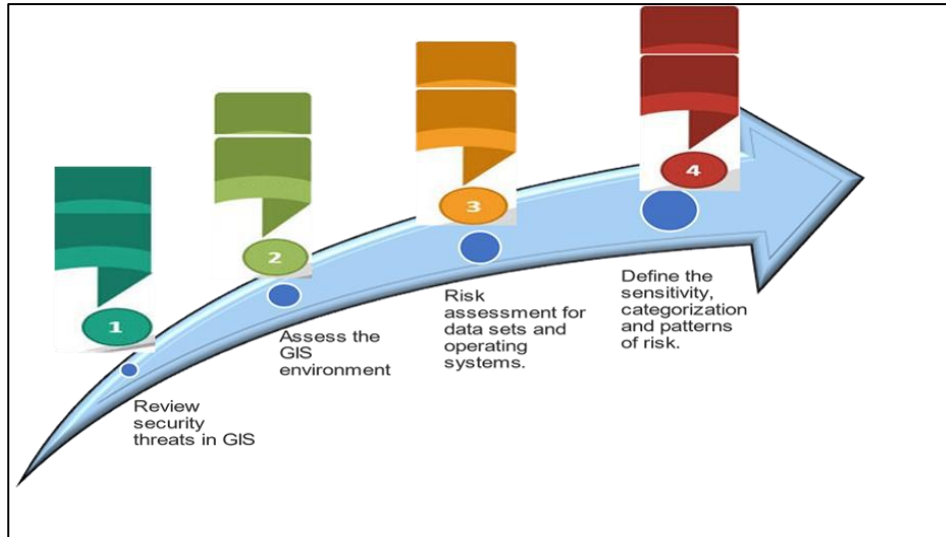 1
Review
security
threats in GIS
2
Assess the
GIS
environment
3
Risk
assessment for
data sets and
operating
systems.
4
Define the
sensitivity,
categorization
and patterns
of risk.